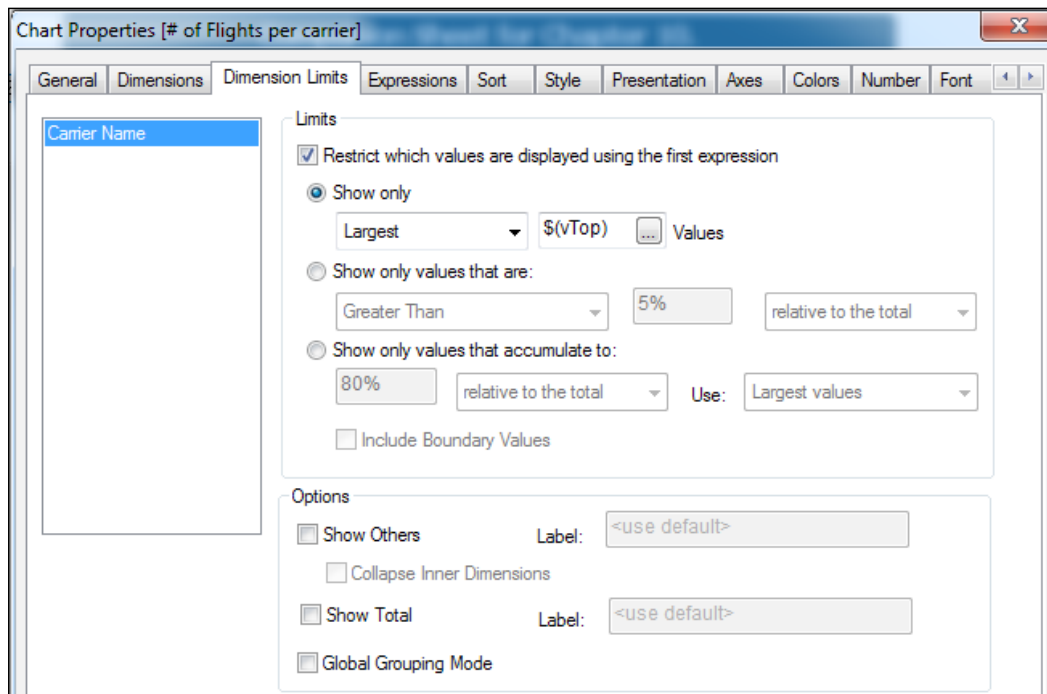 Chart Properties [# of Flights per carrier]
General Dimensions Dimension Limits Expressions Sort Style Presentation Axes Colors Number Font
Carrier Name
Limits
Restrict which values are displayed using the first expression
Show only
Largest $(vTop) ... Values
Show only values that are:
Greater Than 5% relative to the total
Show only values that accumulate to:
80% relative to the total Use: Largest values
Include Boundary Values
Options
Show Others Label: <use default>
Collapse Inner Dimensions
Show Total Label: <use default>
Global Grouping Mode